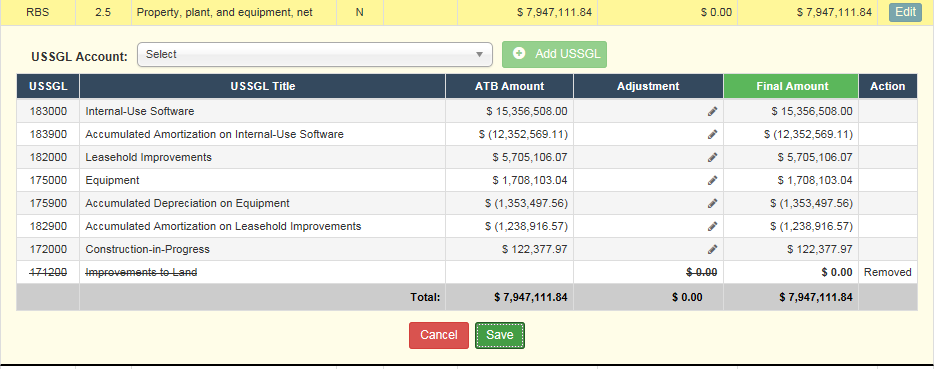 RBS 2.5 Property, plant, and equipment, net N $ 7,947,111.84 $ 0.00 $ 7,947,111.84 Edit
USSGL Account: Select Add USSGL
USSGL USSGL Title ATB Amount Adjustment Final Amount Action
183000 Internal-Use Software $ 15,356,508.00 $ 15,356,508.00
183900 Accumulated Amortization on Internal-Use Software $ (12,352,569.11) $ (12,352,569.11)
182000 Leasehold Improvements $ 5,705,106.07 $ 5,705,106.07
175000 Equipment $ 1,708,103.04 $ 1,708,103.04
175900 Accumulated Depreciation on Equipment $ (1,353,497.56) $ (1,353,497.56)
182900 Accumulated Amortization on Leasehold Improvements $ (1,238,916.57) $ (1,238,916.57)
172000 Construction-in-Progress $ 122,377.97 $ 122,377.97
171200 Improvements to Land $ 0.00 $ 0.00 Removed
Total: $ 7,947,111.84 $ 0.00 $ 7,947,111.84
Cancel Save